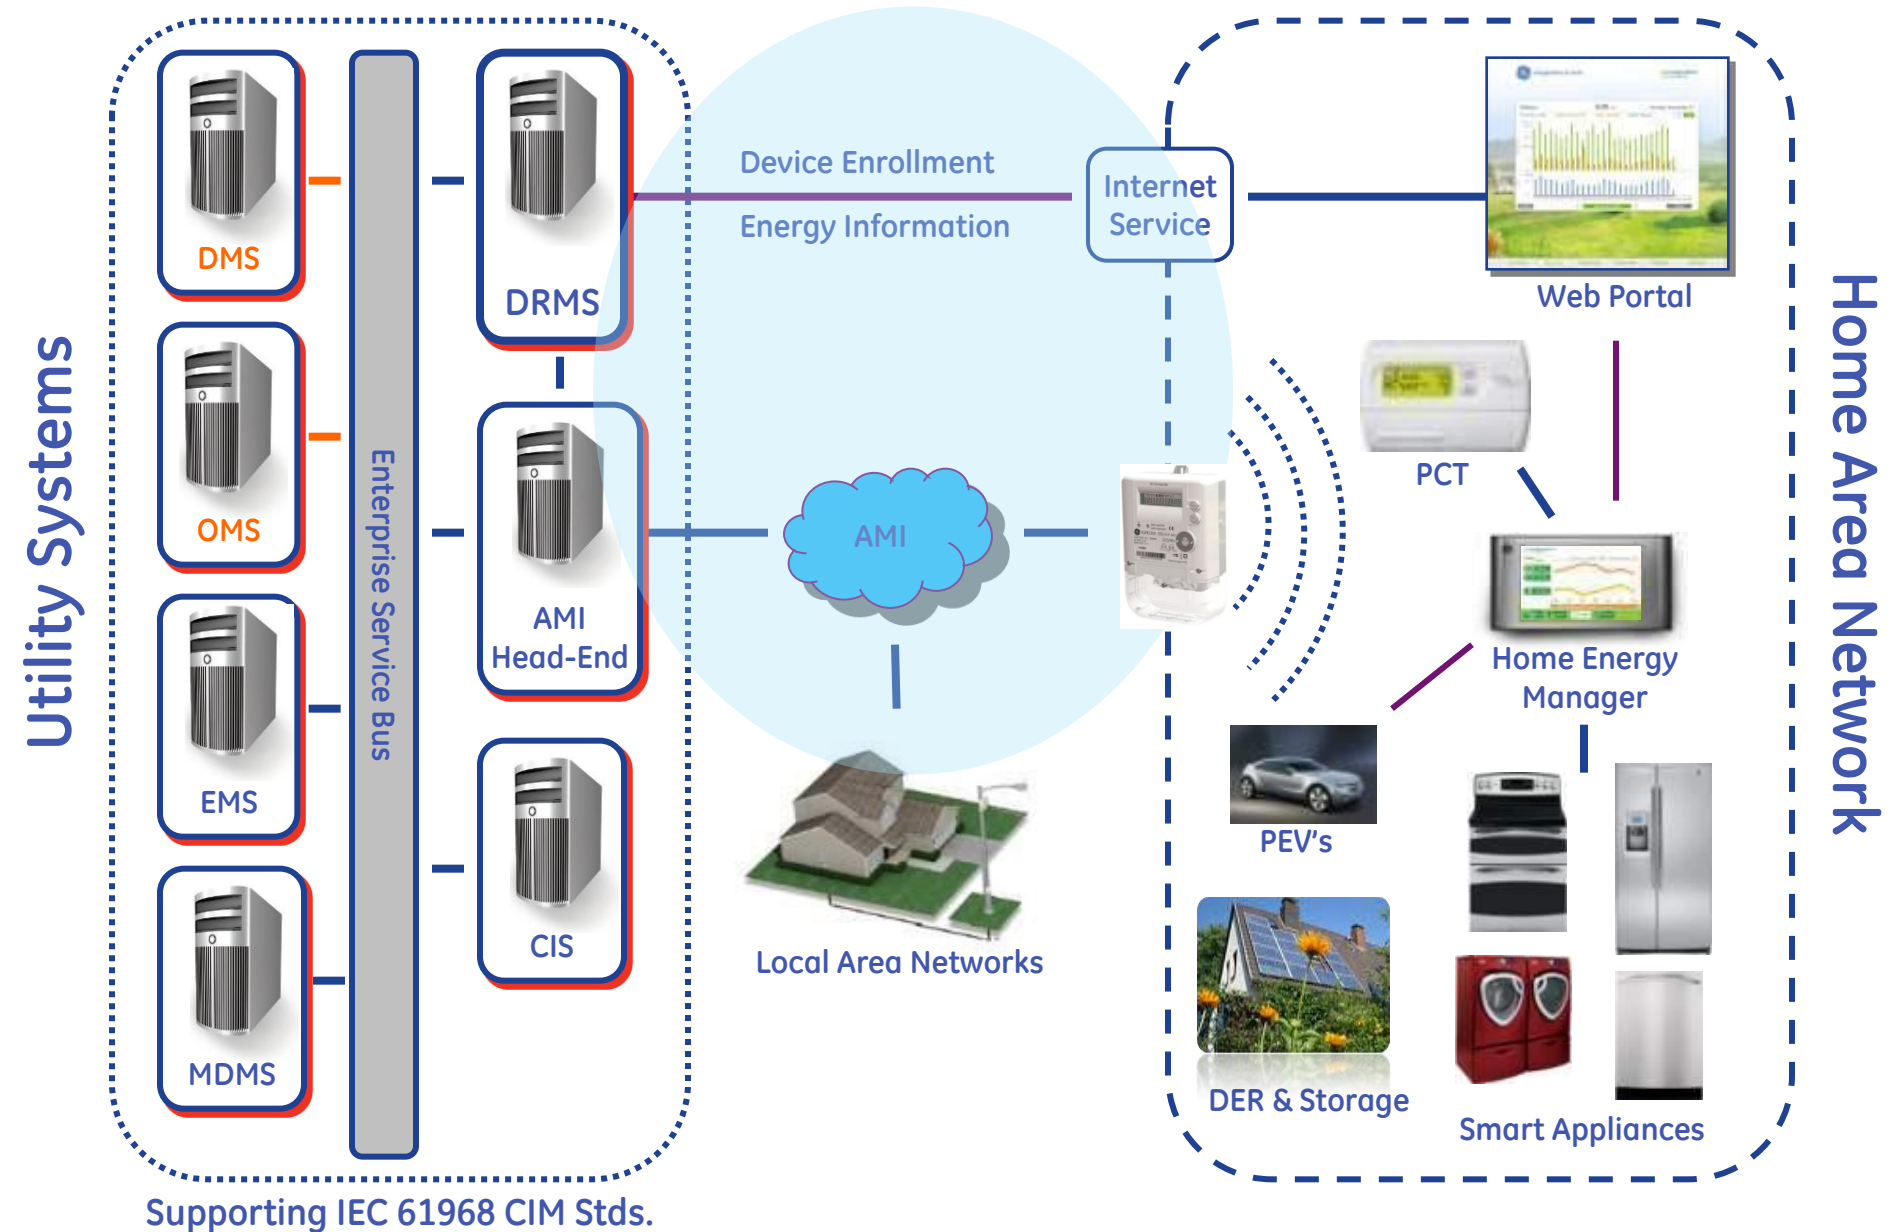 Utility Systems
DMS
OMS
EMS
MDMS
Enterprise Service Bus
DRMS
AMI
Head-End
CIS
Supporting IEC 61968 CIM Stds.
Device Enrollment
Energy Information
AMI
Local Area Networks
Internet
Service
Web Portal
PCT
Home Energy
Manager
PEV's
DER & Storage
Smart Appliances
Home Area Network